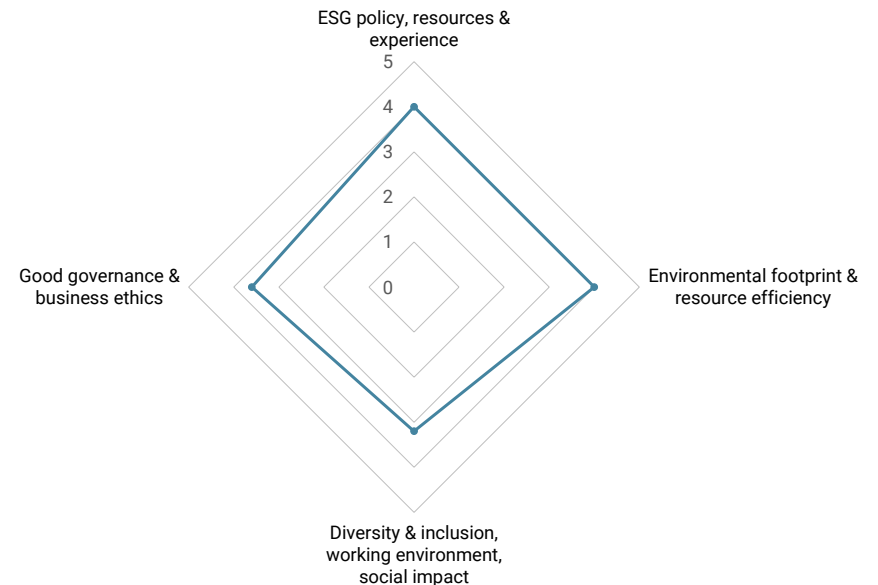 ESG policy, resources &
experience
5
4
3
2
1
0
Good governance &
business ethics
Environmental footprint &
resource efficiency
Diversity & inclusion,
working environment,
social impact